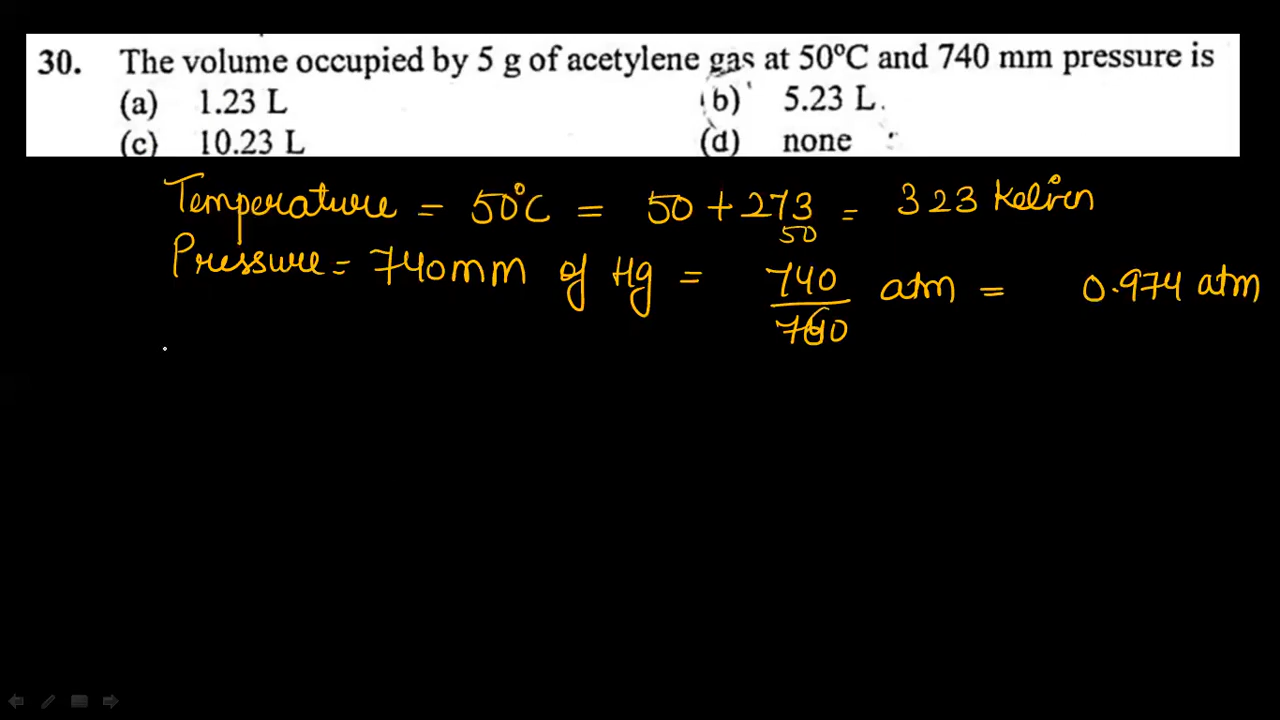 30. The volume occupied by 5 g of acetylene gas at 50ºC and 740 mm pressure is
(a) 1.23 L (b) 5.23 L.
(c) 10.23 L (d) none
Temperature = 50°C = 50 + 273 = 323 Kelvin
50
Pressure = 740mm of Hg = 740/760 atm = 0.974 atm